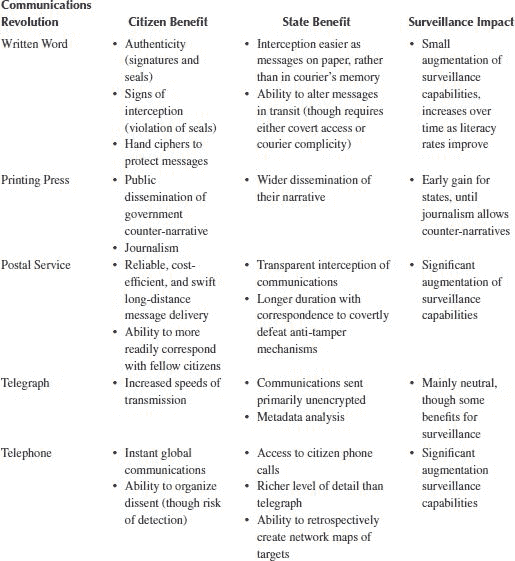 Communications
Revolution Citizen Benefit State Benefit Surveillance Impact
Written Word
• Authenticity
(signatures and
seals)
• Signs of
interception
(violation of seals)
• Hand ciphers to
protect messages
• Interception easier as
messages on paper, rather
than in courier's memory
• Ability to alter messages
in transit (though requires
either covert access or
courier complicity)
• Small
augmentation of
surveillance
capabilities,
increases over
time as literacy
rates improve
Printing Press
• Public
dissemination of
government
counter-narrative
• Journalism
• Wider dissemination of
their narrative
• Early gain for
states, until
journalism allows
counter-narratives
Postal Service
• Reliable, cost-
efficient, and swift
long-distance
message delivery
• Ability to more
readily correspond
with fellow citizens
• Transparent interception of
communications
• Longer duration with
correspondence to covertly
defeat anti-tamper
mechanisms
• Significant
augmentation of
surveillance
capabilities
Telegraph
• Increased speeds of
transmission
• Communications sent
primarily unencrypted
• Metadata analysis
• Mainly neutral,
though some
benefits for
surveillance
Telephone
• Instant global
communications
• Ability to organize
dissent (though risk
of detection)
• Access to citizen phone
calls
• Richer level of detail than
telegraph
• Ability to retrospectively
create network maps of
targets
• Significant
augmentation
surveillance
capabilities